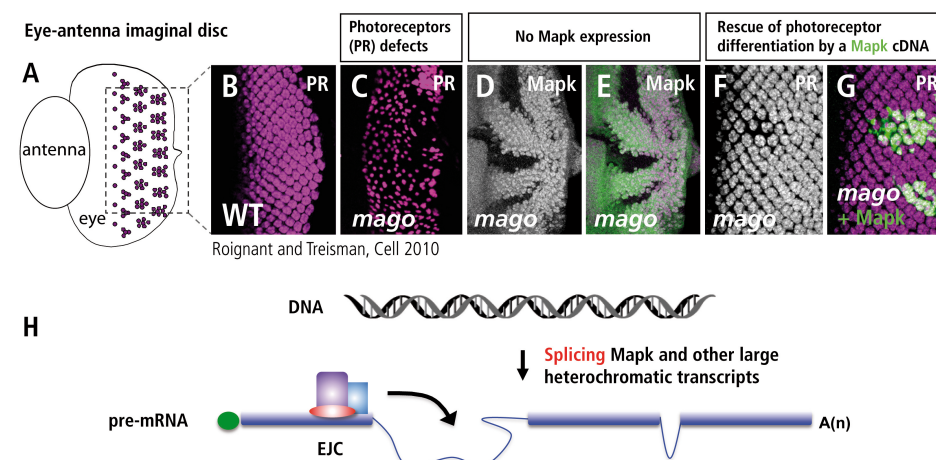 Eye-antenna imaginal disc
Photoreceptors
(PR) defects
No Mapk expression
Rescue of photoreceptor
differentiation by a Mapk cDNA
A
antenna
eye
B
PR
WT
C
PR
mago
D
Mapk
mago
E
Mapk
mago
F
PR
G
PR
mago
+ Mapk
Roignant and Treisman, Cell 2010
H
DNA
Splicing Mapk and other large
heterochromatic transcripts
pre-mRNA
EJC
A(n)